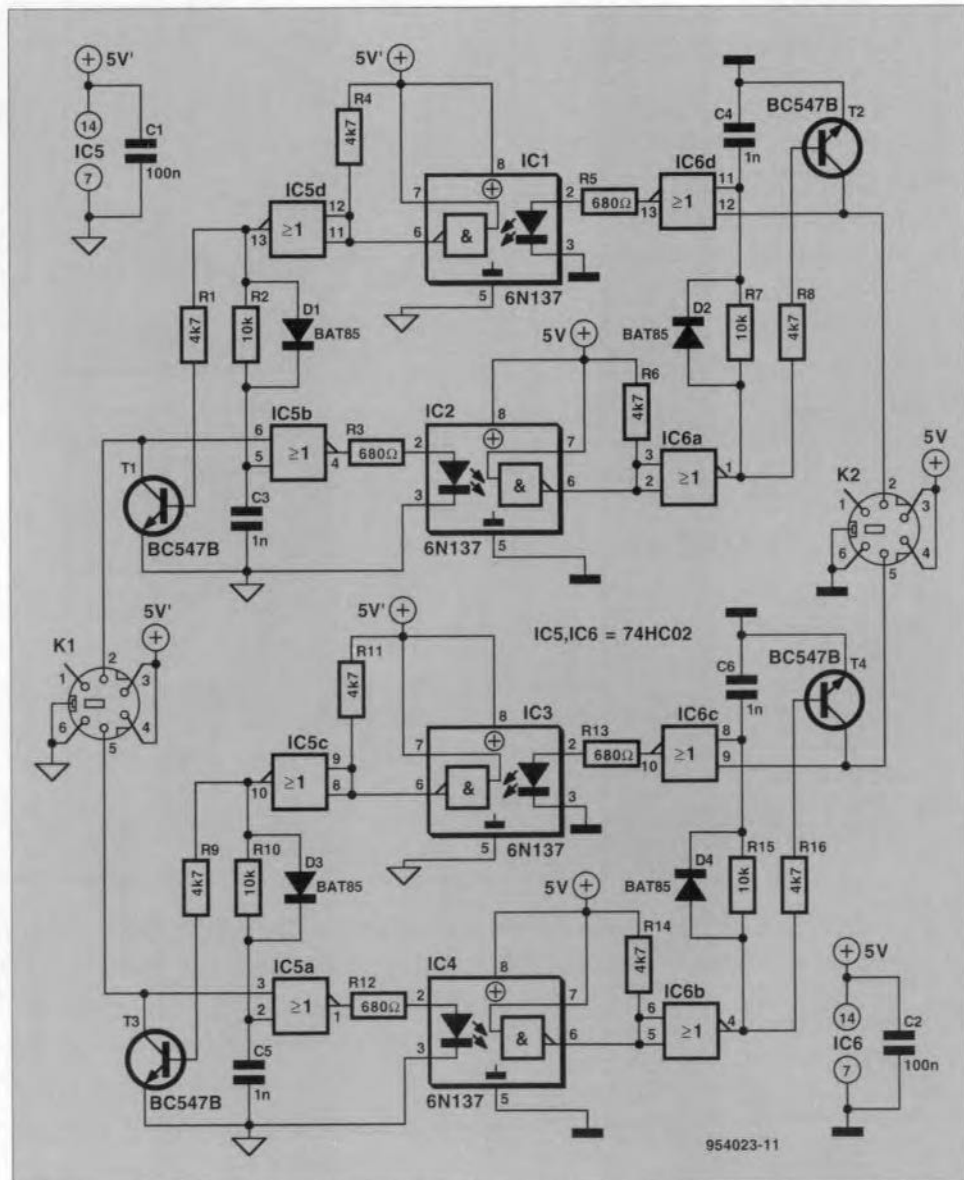 5V'
14
IC5
7
C1
100n
5V'
R4
4k7
IC1
8
7
6
&
2
3
5
6N137
R5
680Ω
IC6d
≥1
13
11
12
C4
1n
BC547B
T2
IC5d
≥1
13
12
11
R1
4k7
R2
10k
D1
BAT85
D2
BAT85
R7
10k
R8
4k7
5V
IC2
8
7
2
3
&
6
5
6N137
R6
4k7
IC6a
3
2
≥1
1
IC5b
6
5
≥1
4
R3
680Ω
T1
BC547B
C3
1n
5V
K2
1
2
3
6
5
4
5V'
K1
1
2
3
6
5
4
IC5,IC6 = 74HC02
5V'
R11
4k7
IC3
8
7
6
&
2
3
5
6N137
R13
680Ω
IC6c
≥1
10
8
9
C6
1n
BC547B
T4
IC5c
≥1
10
9
8
R9
4k7
R10
10k
D3
BAT85
D4
BAT85
R15
10k
R16
4k7
5V
IC4
8
7
2
3
&
6
5
6N137
R14
4k7
IC6b
6
5
≥1
4
IC5a
3
2
≥1
1
R12
680Ω
T3
BC547B
C5
1n
5V
14
IC6
7
C2
100n
954023-11